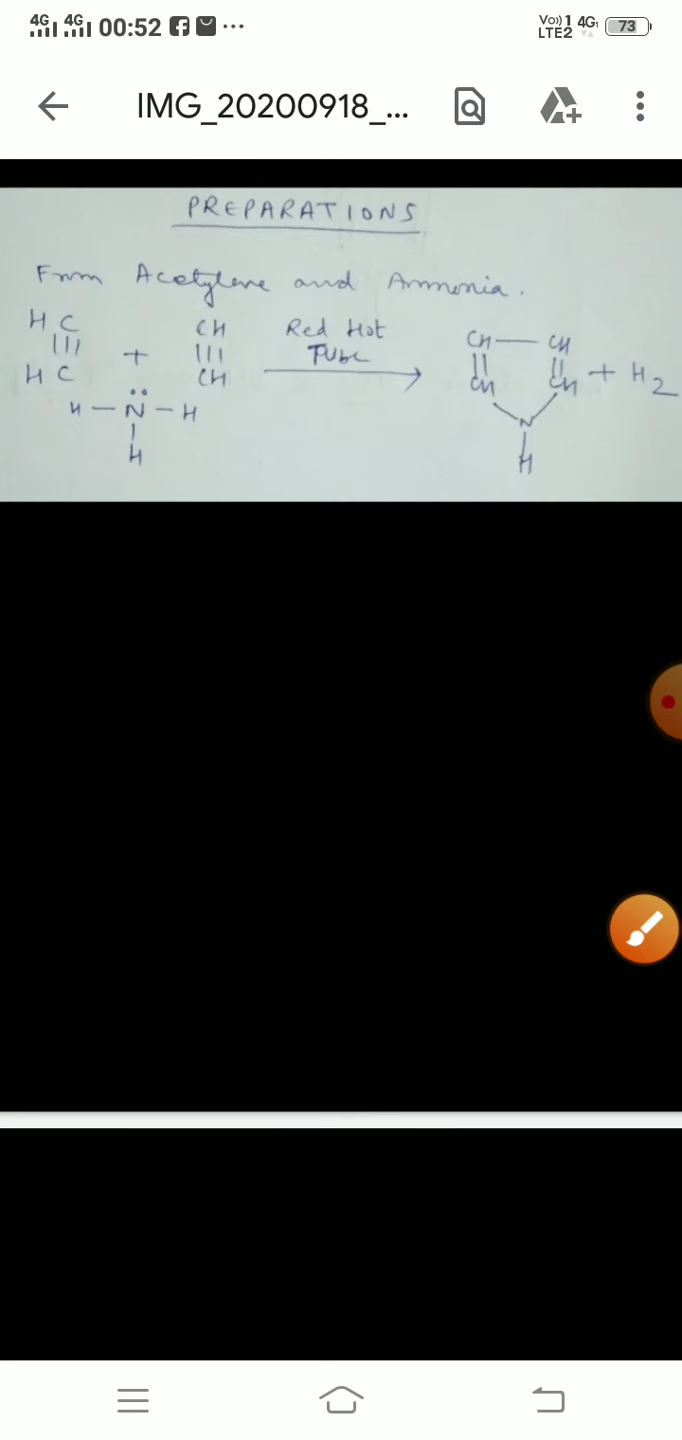 4G 4G 00:52
Vo)) 1 4G
LTE2
73
IMG_20200918_...
PREPARATIONS
From Acetylene and Ammonia.
HC CH Red Hot CH — CH
||| + ||| Tube || || + H2
HC CH CH CH
H — N — H N
| |
H H